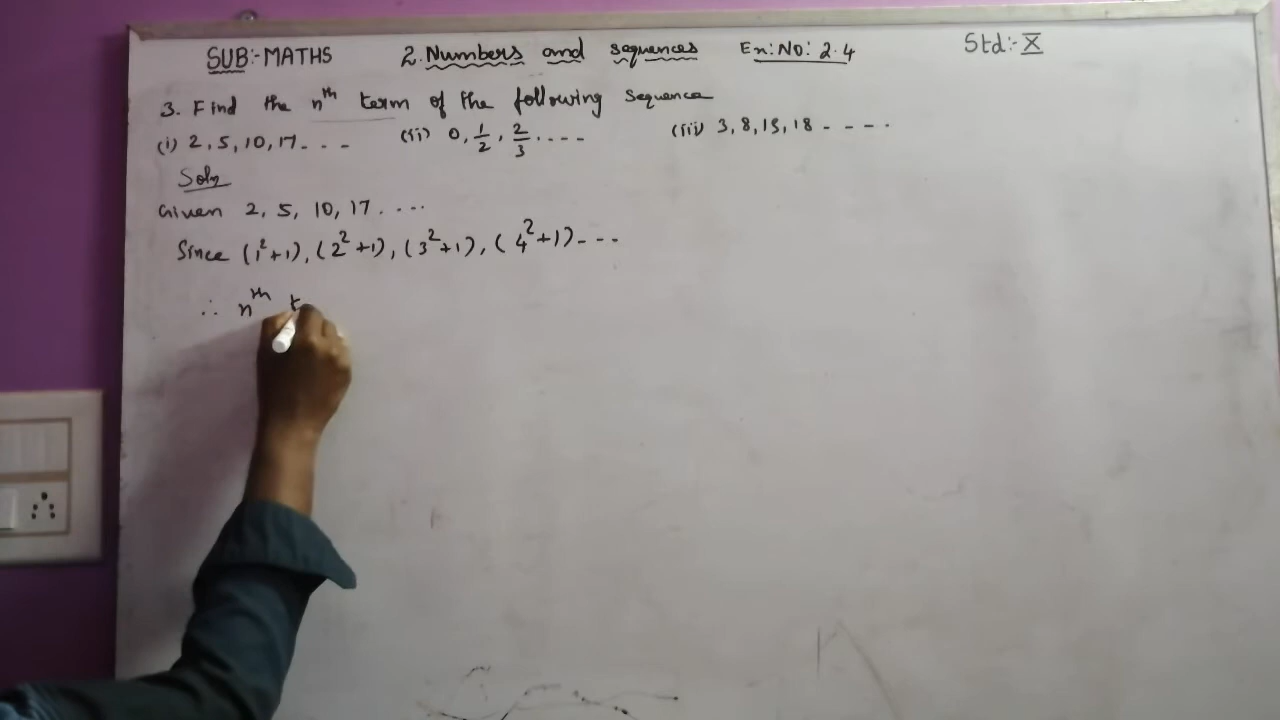 SUB:-MATHS 2.Numbers and sequences Ex:No: 2.4 Std:- X
3. Find the nth term of the following sequence
(i) 2, 5, 10, 17. - - - (ii) 0, 1/2, 2/3, . . - - - (iii) 3, 8, 13, 18 - - - - .
Soln
Given 2, 5, 10, 17. . . .
Since (1²+1), (2²+1), (3²+1), (4²+1) - - -
∴ nth t